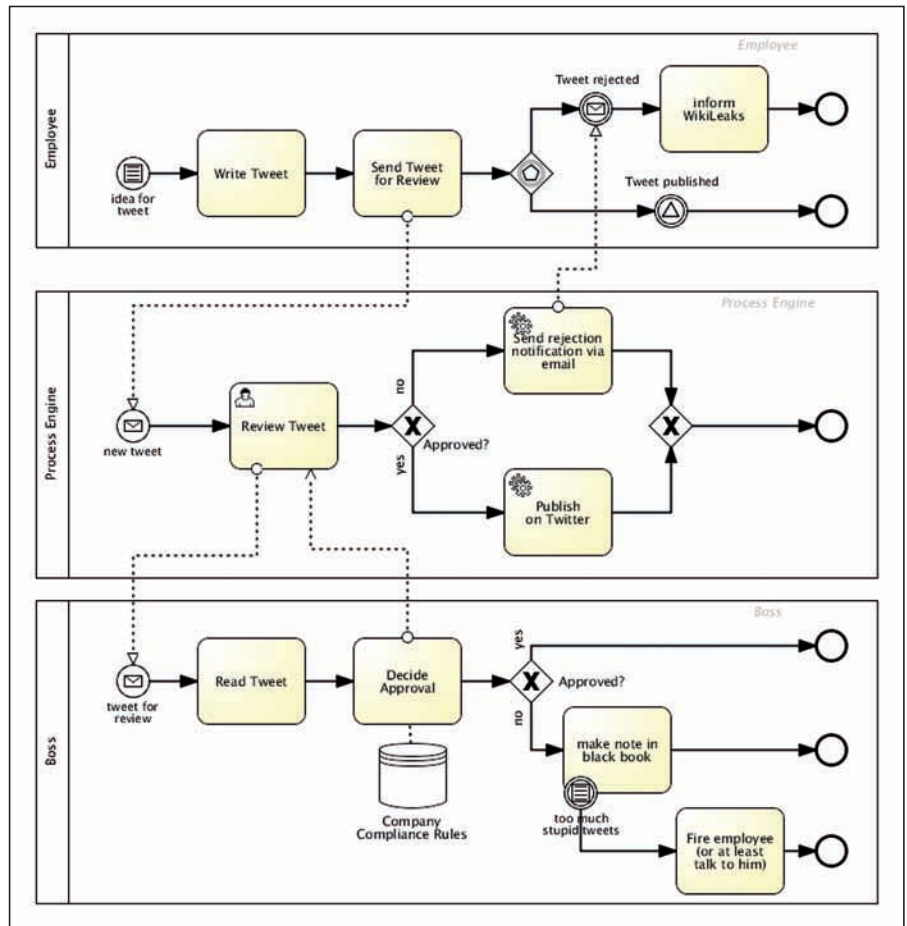 Employee
Employee
idea for
tweet
Write Tweet
Send Tweet
for Review
Tweet rejected
inform
WikiLeaks
Tweet published
Process Engine
Process Engine
new tweet
Review Tweet
no
yes
Approved?
Send rejection
notification via
email
Publish
on Twitter
Boss
Boss
tweet for
review
Read Tweet
Decide
Approval
Company
Compliance Rules
yes
Approved?
no
make note in
black book
too much
stupid tweets
Fire employee
(or at least
talk to him)